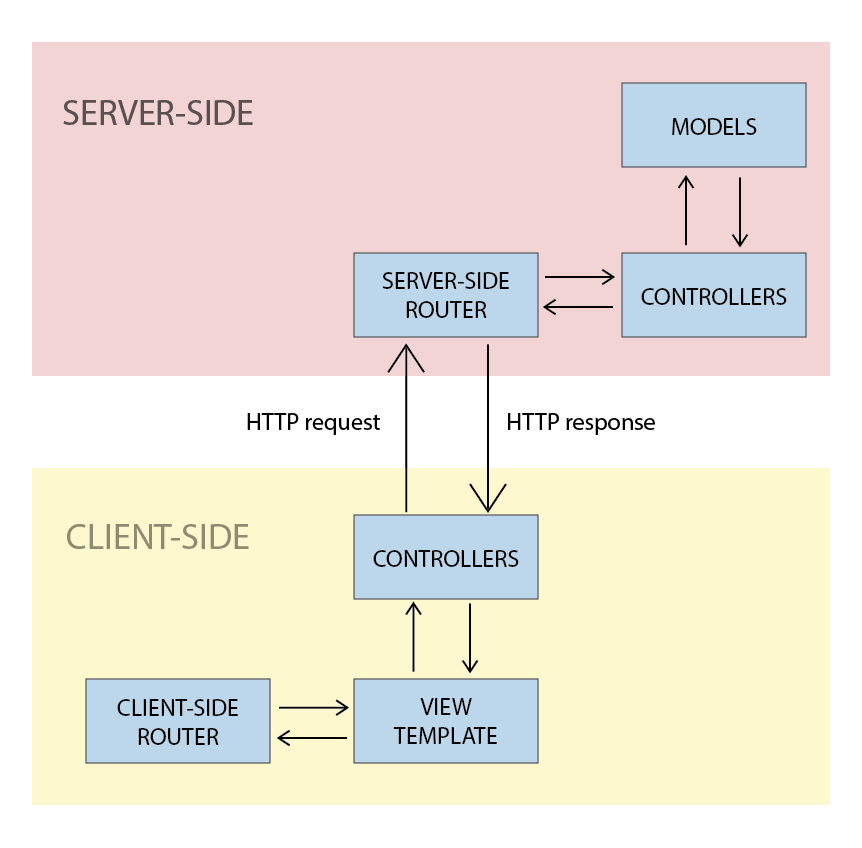 SERVER-SIDE
MODELS
SERVER-SIDE
ROUTER
CONTROLLERS
HTTP request
HTTP response
CLIENT-SIDE
CONTROLLERS
CLIENT-SIDE
ROUTER
VIEW
TEMPLATE